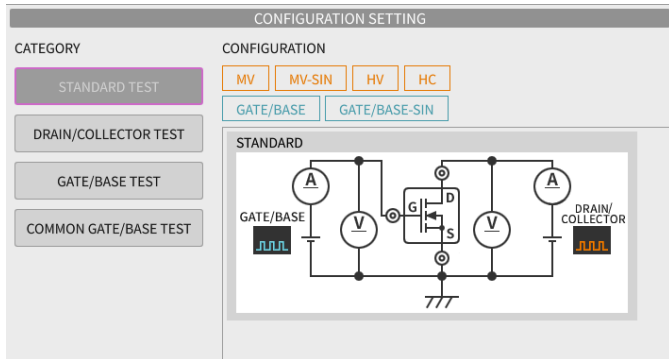 CONFIGURATION SETTING
CATEGORY
CONFIGURATION
STANDARD TEST
DRAIN/COLLECTOR TEST
GATE/BASE TEST
COMMON GATE/BASE TEST
MV MV-SIN HV HC
GATE/BASE GATE/BASE-SIN
STANDARD
A
A
GATE/BASE
V
G
D
S
V
DRAIN/
COLLECTOR